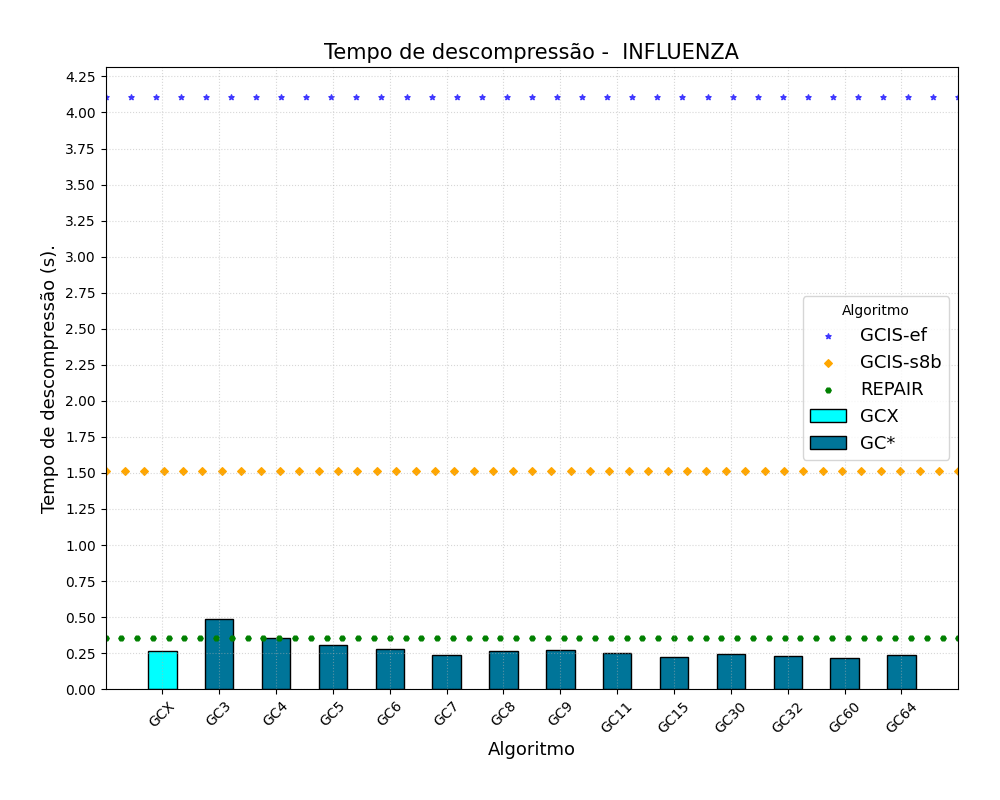 Tempo de descompressão -  INFLUENZA
Tempo de descompressão (s).
4.25
4.00
3.75
3.50
3.25
3.00
2.75
2.50
2.25
2.00
1.75
1.50
1.25
1.00
0.75
0.50
0.25
0.00
Algoritmo
GCIS-ef
GCIS-s8b
REPAIR
GCX
GC*
GCX
GC3
GC4
GC5
GC6
GC7
GC8
GC9
GC11
GC15
GC30
GC32
GC60
GC64
Algoritmo